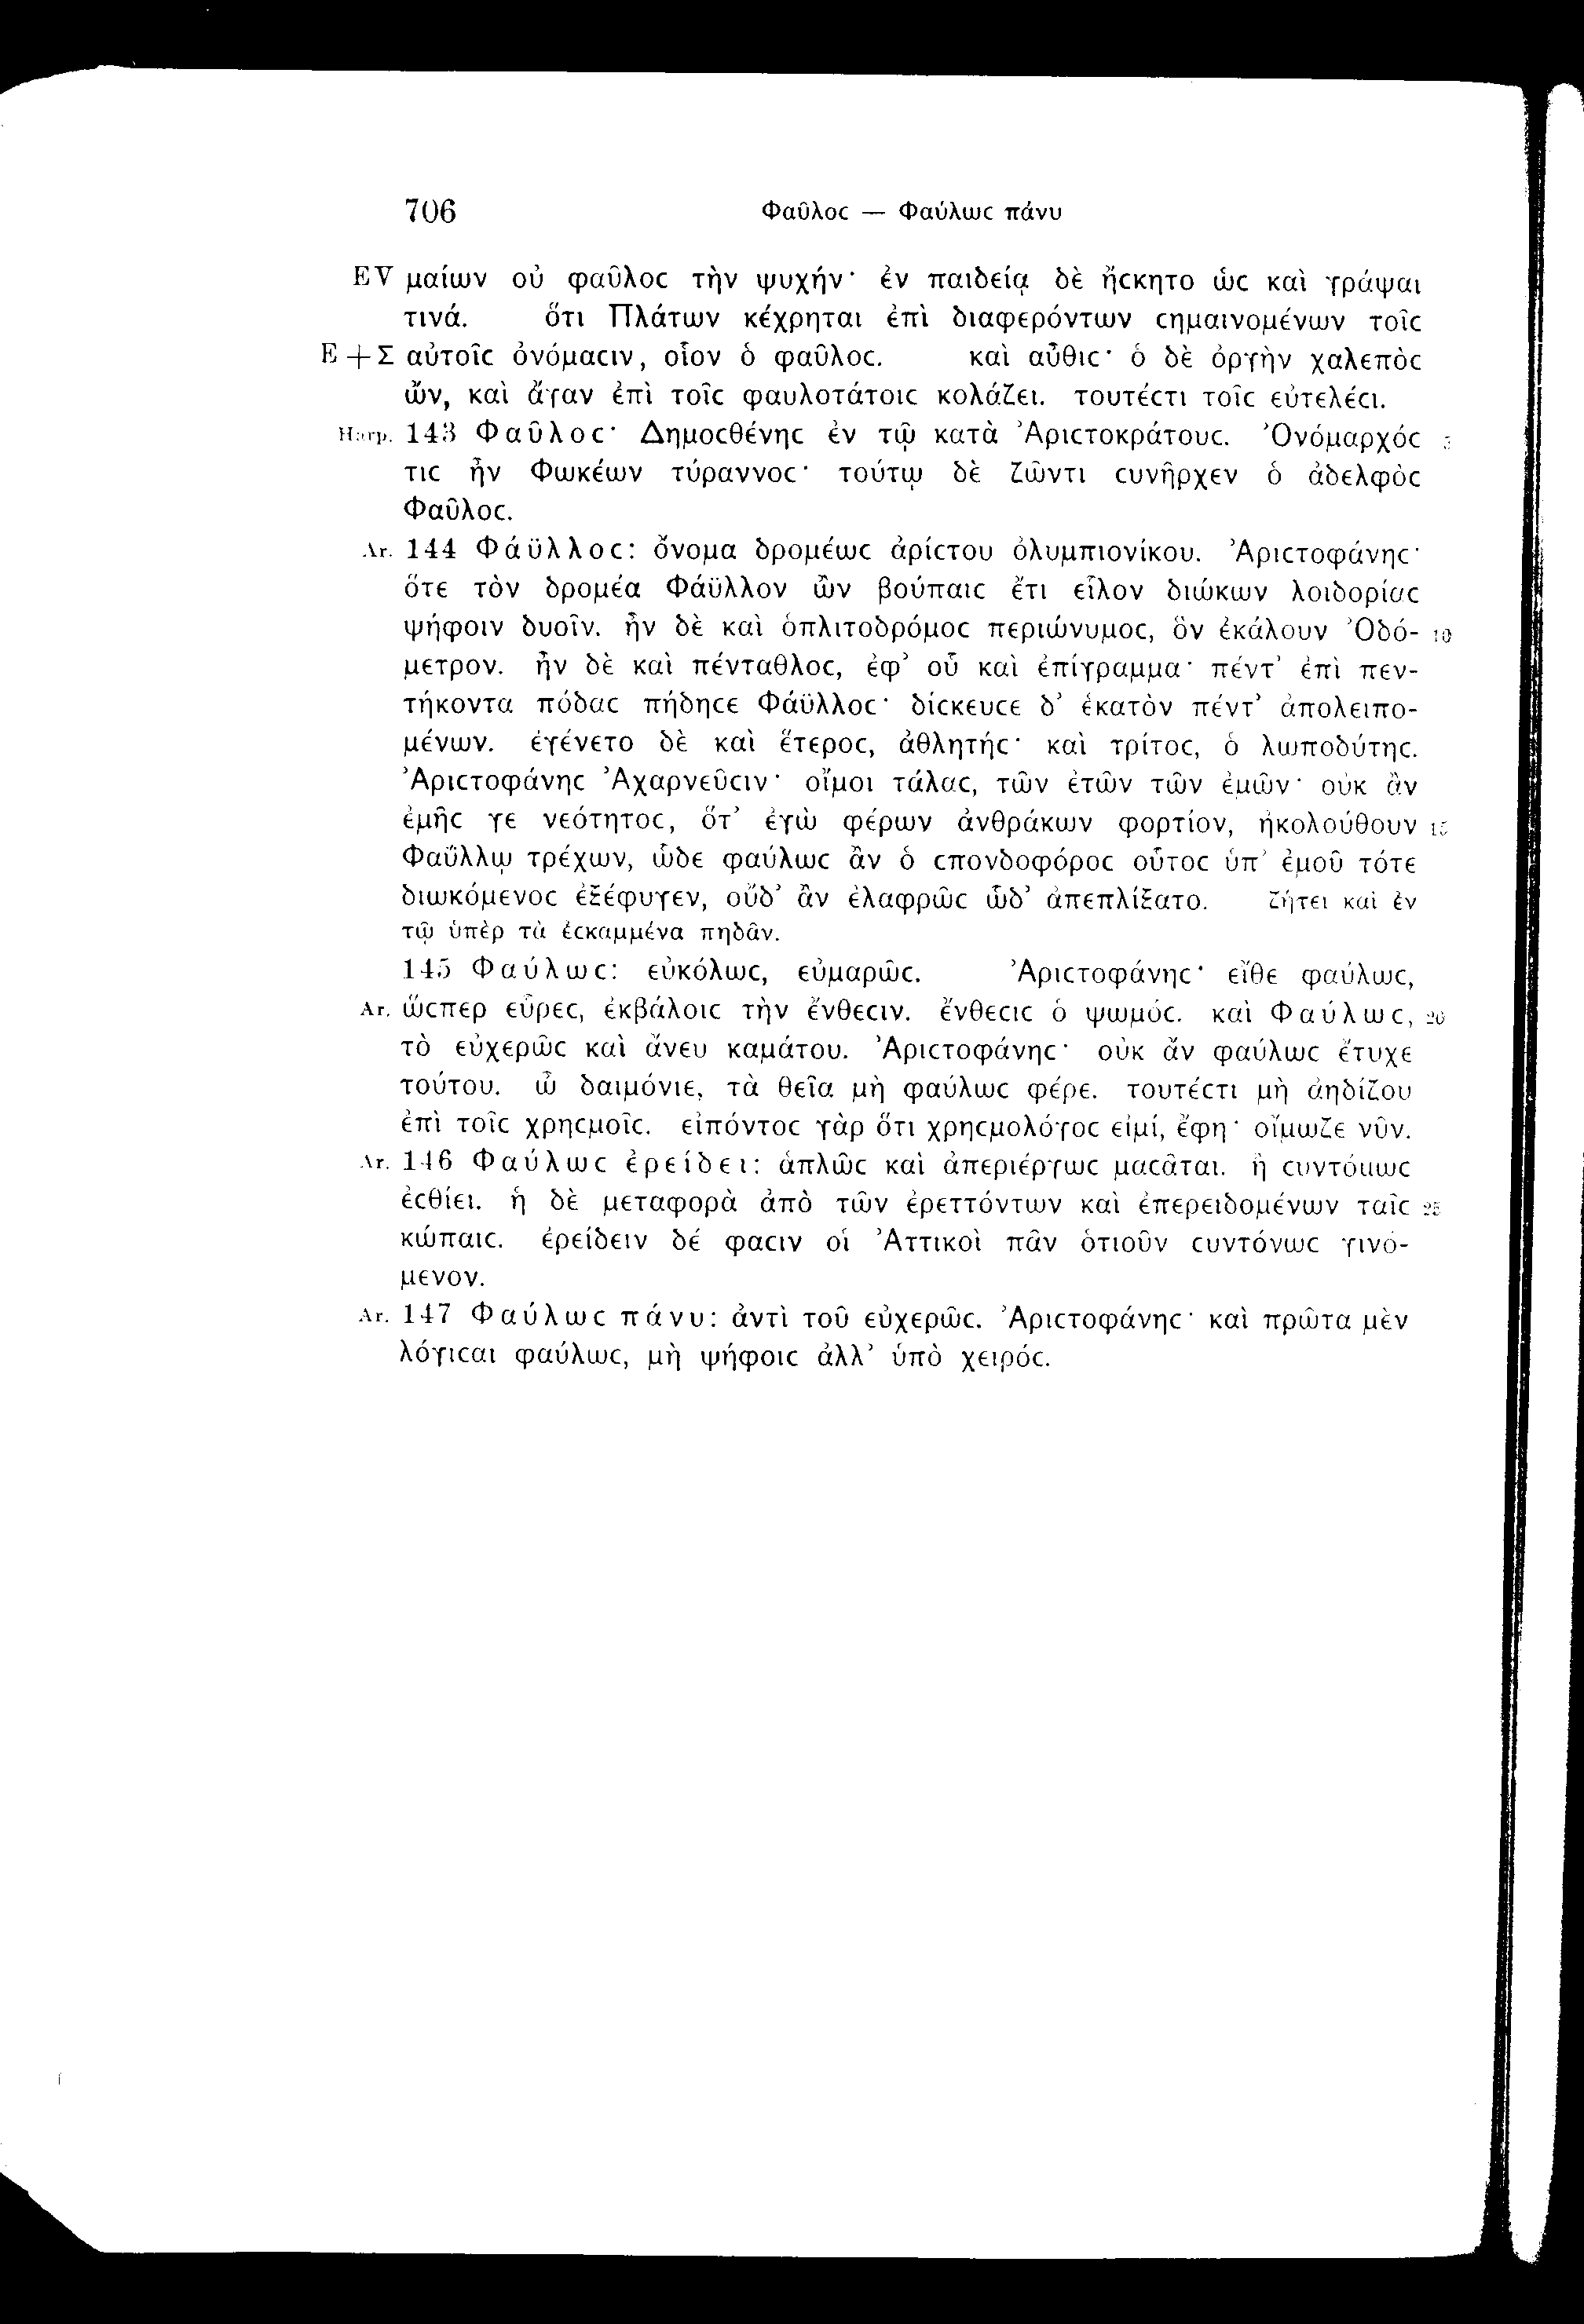 706 Φαῦλοϲ — Φαύλωϲ πάνυ
EV μαίων οὐ φαῦλοϲ τὴν ψυχήν· ἐν παιδείᾳ δὲ ἤϲκητο ὡϲ καὶ γράψαι
τινά. ὅτι Πλάτων κέχρηται ἐπὶ διαφερόντων ϲημαινομένων τοῖϲ
E + Σ αὐτοῖϲ ὀνόμαϲιν, οἷον ὁ φαῦλοϲ. καὶ αὖθιϲ· ὁ δὲ ὀργὴν χαλεπὸϲ
ὤν, καὶ ἄγαν ἐπὶ τοῖϲ φαυλοτάτοιϲ κολάζει. τουτέϲτι τοῖϲ εὐτελέϲι.
Harp. 143 Φαῦλοϲ· Δημοϲθένηϲ ἐν τῷ κατὰ Ἀριϲτοκράτουϲ. Ὀνόμαρχόϲ 5
τιϲ ἦν Φωκέων τύραννοϲ· τούτῳ δὲ ζῶντι ϲυνῆρχεν ὁ ἀδελφὸϲ
Φαῦλοϲ.
Ar. 144 Φάϋλλοϲ: ὄνομα δρομέωϲ ἀρίϲτου ὀλυμπιονίκου. Ἀριϲτοφάνηϲ·
ὅτε τὸν δρομέα Φάϋλλον ὢν βούπαιϲ ἔτι εἷλον διώκων λοιδορίαϲ
ψήφοιν δυοῖν. ἦν δὲ καὶ ὁπλιτοδρόμοϲ περιώνυμοϲ, ὃν ἐκάλουν Ὀδό- 10
μετρον. ἦν δὲ καὶ πένταθλοϲ, ἐφ’ οὗ καὶ ἐπίγραμμα· πέντ’ ἐπὶ πεν-
τήκοντα πόδαϲ πήδηϲε Φάϋλλοϲ· δίϲκευϲε δ’ ἑκατὸν πέντ’ ἀπολειπο-
μένων. ἐγένετο δὲ καὶ ἕτεροϲ, ἀθλητήϲ· καὶ τρίτοϲ, ὁ λωποδύτηϲ.
Ἀριϲτοφάνηϲ Ἀχαρνεῦϲιν· οἴμοι τάλαϲ, τῶν ἐτῶν τῶν ἐμῶν· οὐκ ἂν
ἐμῆϲ γε νεότητοϲ, ὅτ’ ἐγὼ φέρων ἀνθράκων φορτίον, ἠκολούθουν 15
Φαΰλλῳ τρέχων, ὧδε φαύλωϲ ἂν ὁ ϲπονδοφόροϲ οὗτοϲ ὑπ’ ἐμοῦ τότε
διωκόμενοϲ ἐξέφυγεν, οὐδ’ ἂν ἐλαφρῶϲ ὧδ’ ἀπεπλίξατο. ζήτει καὶ ἐν
τῷ ὑπὲρ τὰ ἐϲκαμμένα πηδᾶν.
145 Φαύλωϲ: εὐκόλωϲ, εὐμαρῶϲ. Ἀριϲτοφάνηϲ· εἴθε φαύλωϲ,
Ar. ὥϲπερ εὗρεϲ, ἐκβάλοιϲ τὴν ἔνθεϲιν. ἔνθεϲιϲ ὁ ψωμόϲ. καὶ Φαύλωϲ, 20
τὸ εὐχερῶϲ καὶ ἄνευ καμάτου. Ἀριϲτοφάνηϲ· οὐκ ἄν φαύλωϲ ἔτυχε
τούτου. ὦ δαιμόνιε, τὰ θεῖα μὴ φαύλωϲ φέρε. τουτέϲτι μὴ ἀηδίζου
ἐπὶ τοῖϲ χρηϲμοῖϲ. εἰπόντοϲ γὰρ ὅτι χρηϲμολόγοϲ εἰμί, ἔφη· οἴμωζε νῦν.
Ar. 146 Φαύλωϲ ἐρείδει: ἁπλῶϲ καὶ ἀπεριέργωϲ μαϲᾶται. ἢ ϲυντόμωϲ
ἐϲθίει. ἡ δὲ μεταφορὰ ἀπὸ τῶν ἐρεττόντων καὶ ἐπερειδομένων ταῖϲ 25
κώπαιϲ. ἐρείδειν δέ φαϲιν οἱ Ἀττικοὶ πᾶν ὁτιοῦν ϲυντόνωϲ γινό-
μενον.
Ar. 147 Φαύλωϲ πάνυ: ἀντὶ τοῦ εὐχερῶϲ. Ἀριϲτοφάνηϲ· καὶ πρῶτα μὲν
λόγιϲαι φαύλωϲ, μὴ ψήφοιϲ ἀλλ’ ὑπὸ χειρόϲ.